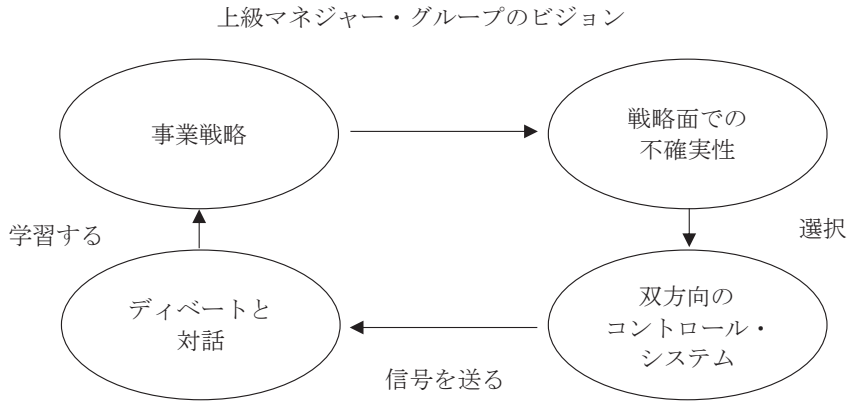 上級マネジャー・グループのビジョン
事業戦略
戦略面での
不確実性
学習する
選択
ディベートと
対話
双方向の
コントロール・
システム
信号を送る